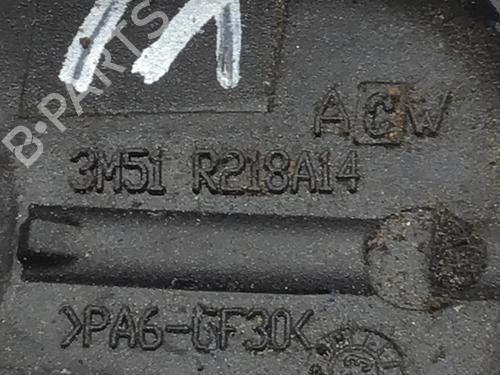 B-PARTS
ACW
3M51 R218A14
>PA6-GF30<